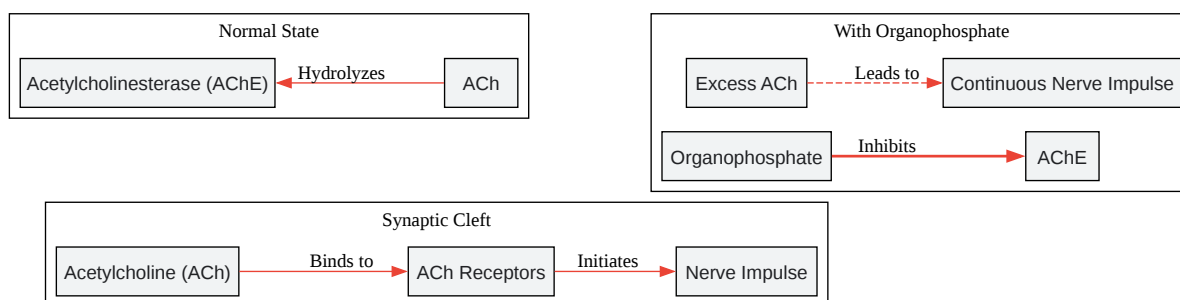 Normal State
Acetylcholinesterase (AChE)
Hydrolyzes
ACh
With Organophosphate
Excess ACh
Leads to
Continuous Nerve Impulse
Organophosphate
Inhibits
AChE
Synaptic Cleft
Acetylcholine (ACh)
Binds to
ACh Receptors
Initiates
Nerve Impulse